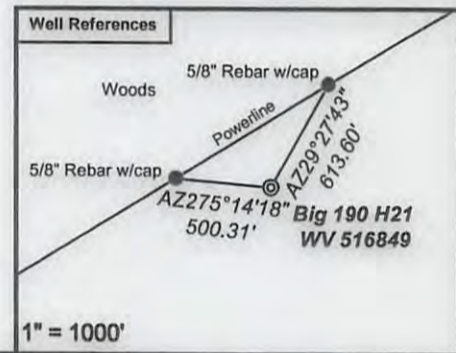 Well References
5/8" Rebar w/cap
Woods
Powerline
5/8" Rebar w/cap
AZ29°27'43"
613.60'
AZ275°14'18"
500.31'
Big 190 H21
WV 516849
1" = 1000'